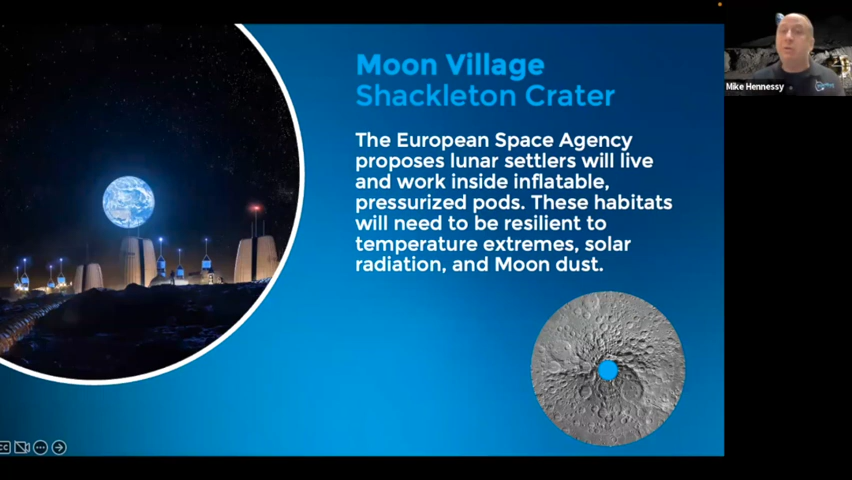 Moon Village
Shackleton Crater
The European Space Agency
proposes lunar settlers will live
and work inside inflatable,
pressurized pods. These habitats
will need to be resilient to
temperature extremes, solar
radiation, and Moon dust.
Mike Hennessy
CC